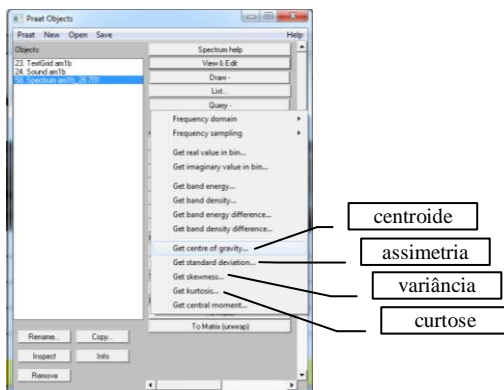 Praat Objects
Praat New Open Save Help
Objects:
23. TextGrid am1b
24. Sound am1b
58. Spectrum am1b_26701
Spectrum help
View & Edit
Draw -
List...
Query -
Frequency domain
Frequency sampling
Get real value in bin...
Get imaginary value in bin...
Get band energy...
Get band density...
Get band energy difference...
Get band density difference...
Get centre of gravity...
Get standard deviation...
Get skewness...
Get kurtosis...
Get central moment...
To Matrix (unwrap)
Rename... Copy...
Inspect Info
Remove
centroide
assimetria
variância
curtose